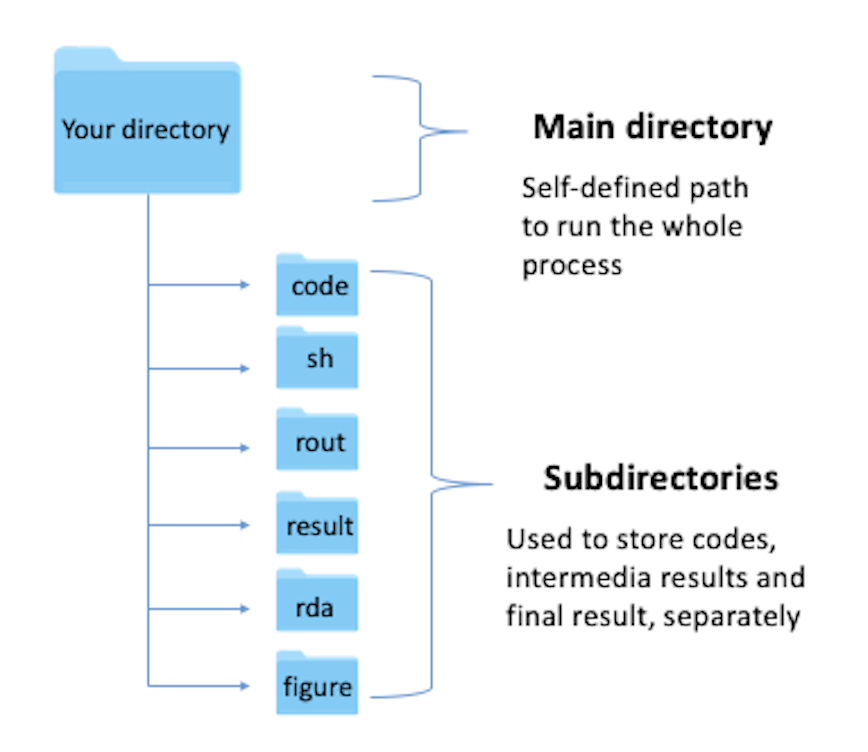 Your directory
Main directory
Self-defined path
to run the whole
process
code
sh
rout
result
rda
figure
Subdirectories
Used to store codes,
intermedia results and
final result, separately